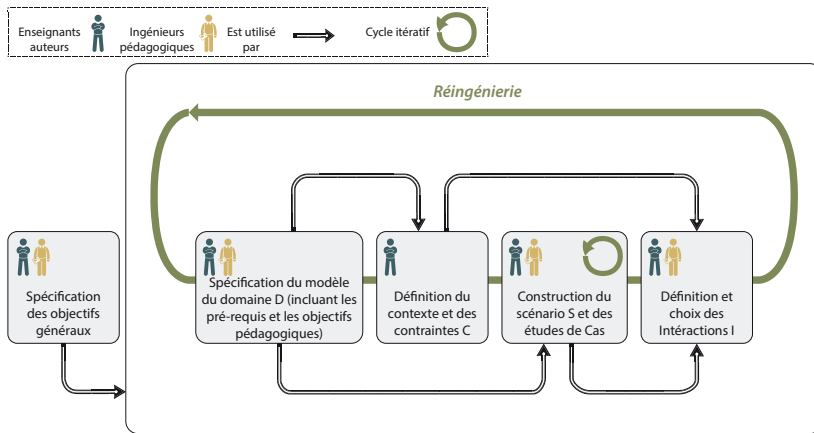 Enseignants
auteurs
Ingénieurs
pédagogiques
Est utilisé
par
Cycle itératif
Réingénierie
Spécification
des objectifs
généraux
Spécification du modèle
du domaine D (incluant les
pré-requis et les objectifs
pédagogiques)
Définition du
contexte et des
contraintes C
Construction du
scénario S et des
études de Cas
Définition et
choix des
Intéractions I